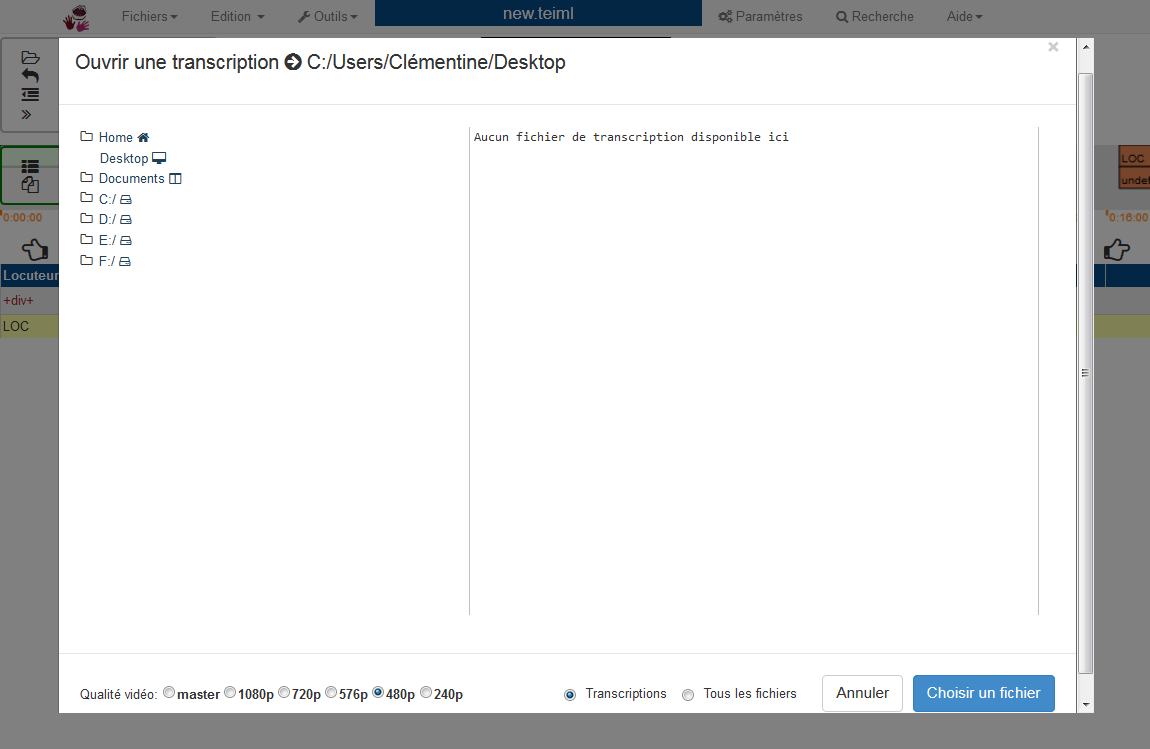 Fichiers Edition Outils new.teiml Paramètres Recherche Aide
Ouvrir une transcription C:/Users/Clémentine/Desktop
×
Home
Desktop
Documents
C:/
D:/
E:/
F:/
Aucun fichier de transcription disponible ici
LOC
undef
0:00:00
0:16:00
Locuteur
+div+
LOC
Qualité vidéo: master 1080p 720p 576p 480p 240p
Transcriptions Tous les fichiers
Annuler Choisir un fichier